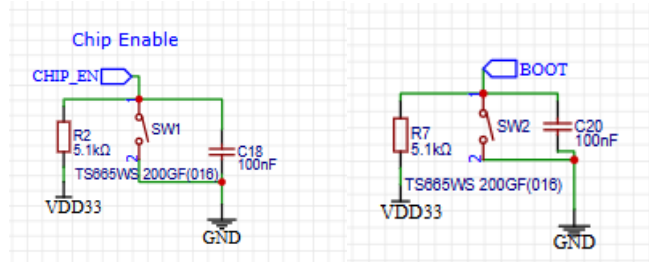 Chip Enable
CHIP_EN
1
SW1
R2
5.1kΩ
C18
100nF
2
TS665WS 200GF(016)
VDD33
GND
BOOT
1
SW2
R7
5.1kΩ
C20
100nF
2
TS665WS 200GF(016)
VDD33
GND